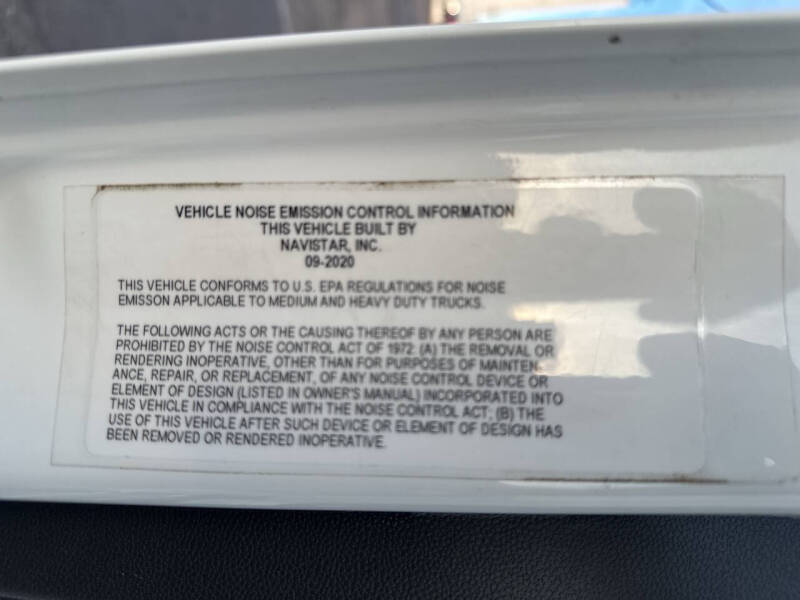 VEHICLE NOISE EMISSION CONTROL INFORMATION
THIS VEHICLE BUILT BY
NAVISTAR, INC.
09-2020
THIS VEHICLE CONFORMS TO U.S. EPA REGULATIONS FOR NOISE
EMISSON APPLICABLE TO MEDIUM AND HEAVY DUTY TRUCKS.
THE FOLLOWING ACTS OR THE CAUSING THEREOF BY ANY PERSON ARE
PROHIBITED BY THE NOISE CONTROL ACT OF 1972: (A) THE REMOVAL OR
RENDERING INOPERATIVE, OTHER THAN FOR PURPOSES OF MAINTEN-
ANCE, REPAIR, OR REPLACEMENT, OF ANY NOISE CONTROL DEVICE OR
ELEMENT OF DESIGN (LISTED IN OWNER'S MANUAL) INCORPORATED INTO
THIS VEHICLE IN COMPLIANCE WITH THE NOISE CONTROL ACT; (B) THE
USE OF THIS VEHICLE AFTER SUCH DEVICE OR ELEMENT OF DESIGN HAS
BEEN REMOVED OR RENDERED INOPERATIVE.